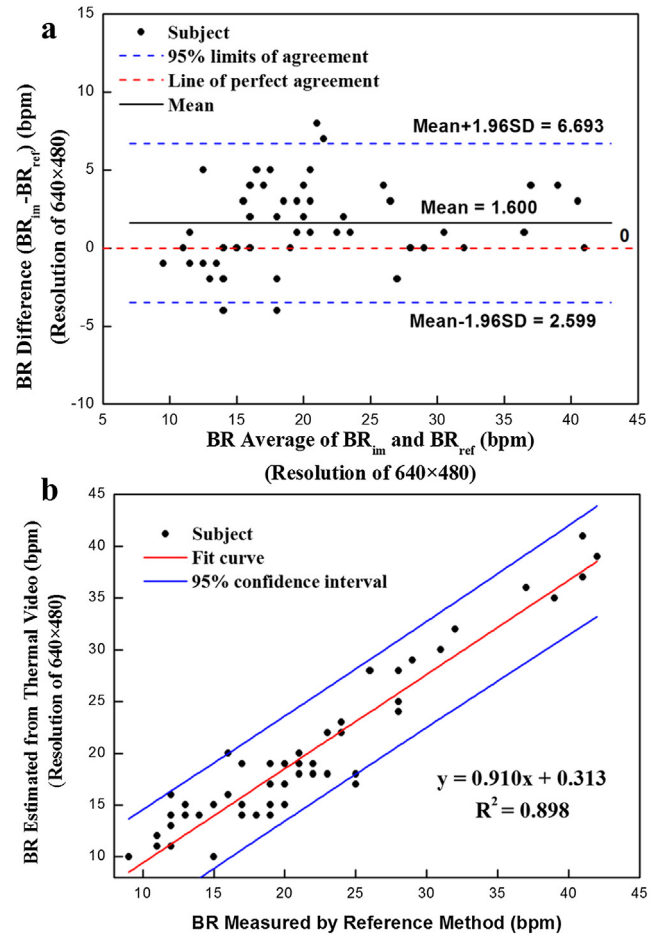 a
15
10
5
0
-5
-10
5
10
15
20
25
30
35
40
45
BR Difference (BRim-BRref) (bpm)
(Resolution of 640×480)
Subject
95% limits of agreement
Line of perfect agreement
Mean
Mean+1.96SD = 6.693
Mean = 1.600
0
Mean-1.96SD = 2.599
BR Average of BRim and BRref (bpm)
(Resolution of 640×480)
b
45
40
35
30
25
20
15
10
10
15
20
25
30
35
40
45
BR Estimated from Thermal Video (bpm)
(Resolution of 640×480)
Subject
Fit curve
95% confidence interval
y = 0.910x + 0.313
R² = 0.898
BR Measured by Reference Method (bpm)